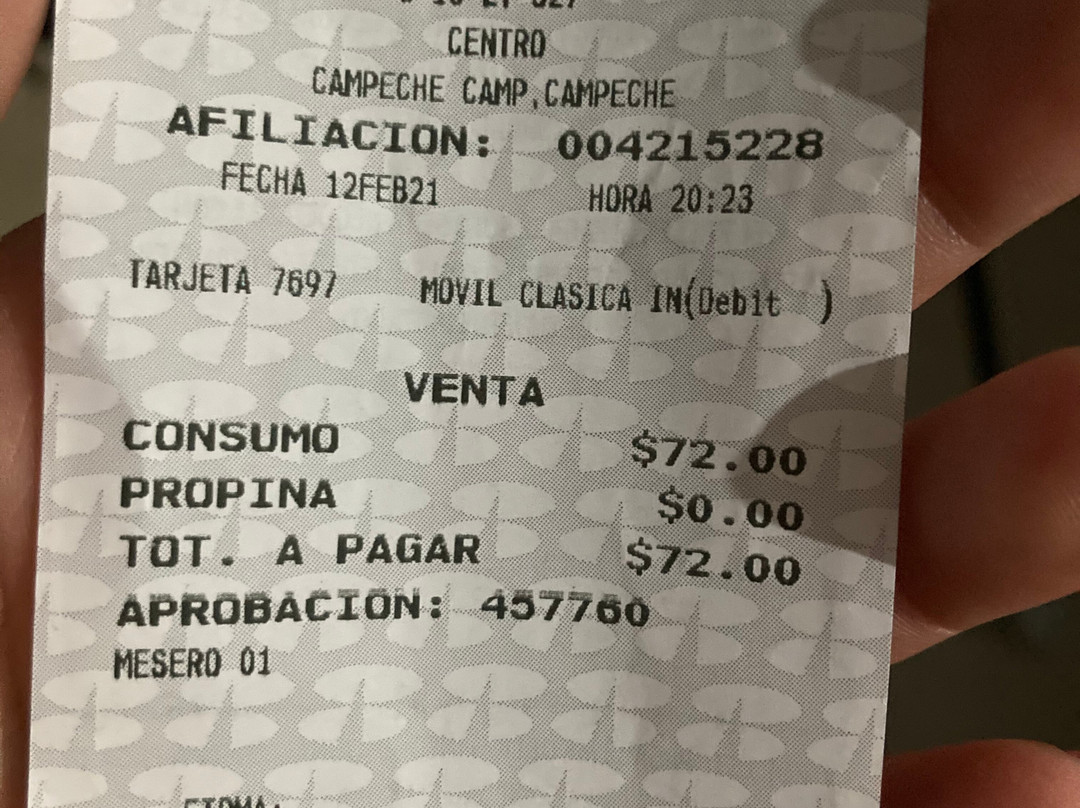 CENTRO
CAMPECHE CAMP,CAMPECHE
AFILIACION: 004215228
FECHA 12FEB21 HORA 20:23
TARJETA 7697 MOVIL CLASICA IN(Debit )
VENTA
CONSUMO $72.00
PROPINA $0.00
TOT. A PAGAR $72.00
APROBACION: 457760
MESERO 01